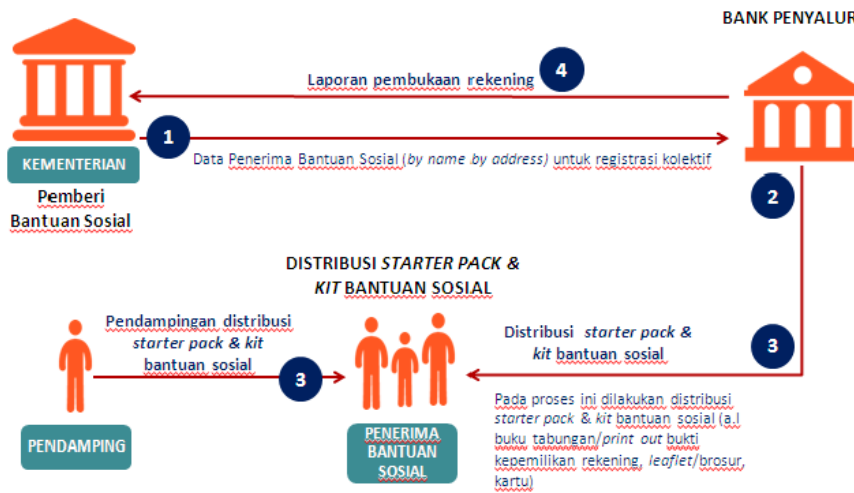 BANK PENYALUR
4
Laporan pembukaan rekening
1
KEMENTERIAN
Data Penerima Bantuan Sosial (by name by address) untuk registrasi kolektif
Pemberi
Bantuan Sosial
2
DISTRIBUSI STARTER PACK &
KIT BANTUAN SOSIAL
Pendampingan distribusi
starter pack & kit
bantuan sosial
3
Distribusi starter pack &
kit bantuan sosial
3
Pada proses ini dilakukan distribusi
starter pack & kit bantuan sosial (a.l
buku tabungan/print out bukti
kepemilikan rekening, leaflet/brosur,
kartu)
PENDAMPING
PENERIMA
BANTUAN
SOSIAL